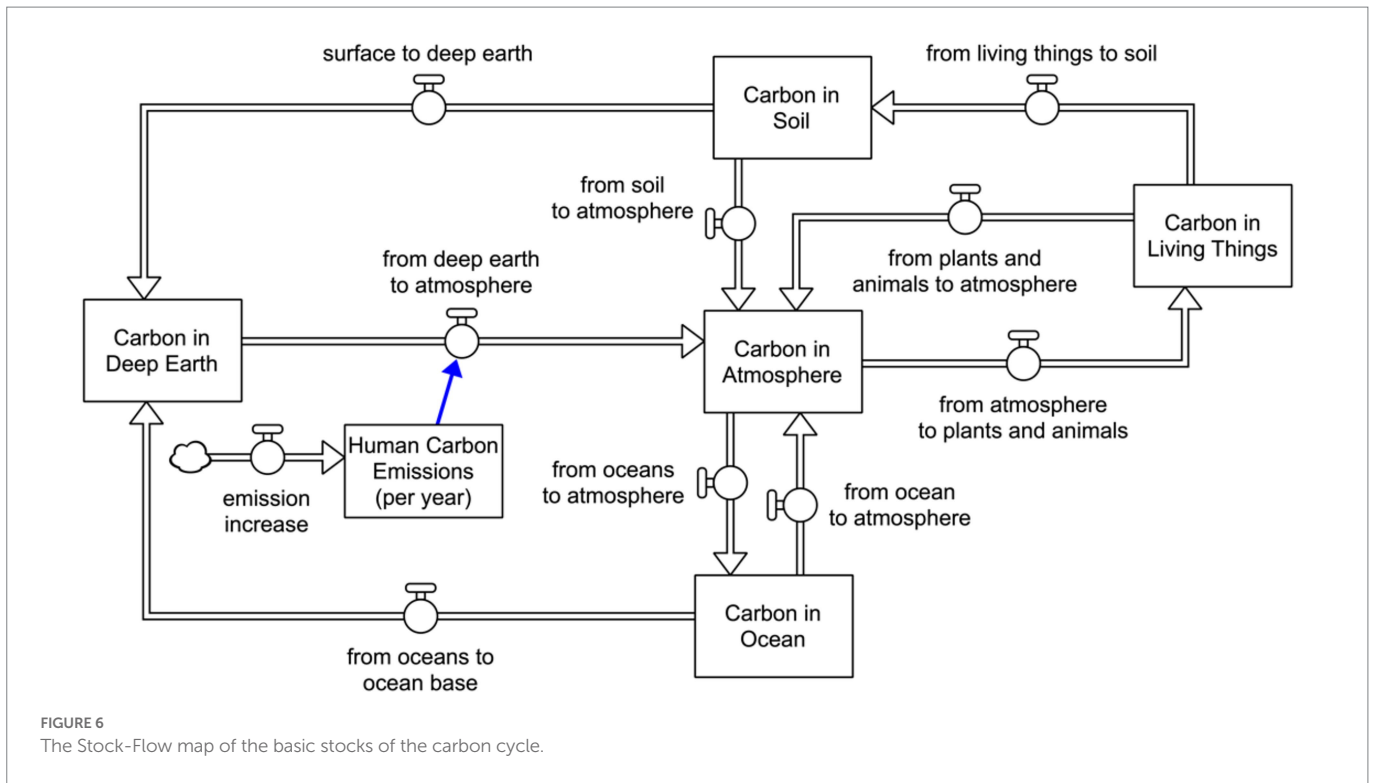 surface to deep earth
from living things to soil
Carbon in
Soil
from soil
to atmosphere
Carbon in
Living Things
from plants and
animals to atmosphere
from deep earth
to atmosphere
Carbon in
Deep Earth
Carbon in
Atmosphere
from atmosphere
to plants and animals
Human Carbon
Emissions
(per year)
emission
increase
from oceans
to atmosphere
from ocean
to atmosphere
Carbon in
Ocean
from oceans to
ocean base
FIGURE 6
The Stock-Flow map of the basic stocks of the carbon cycle.